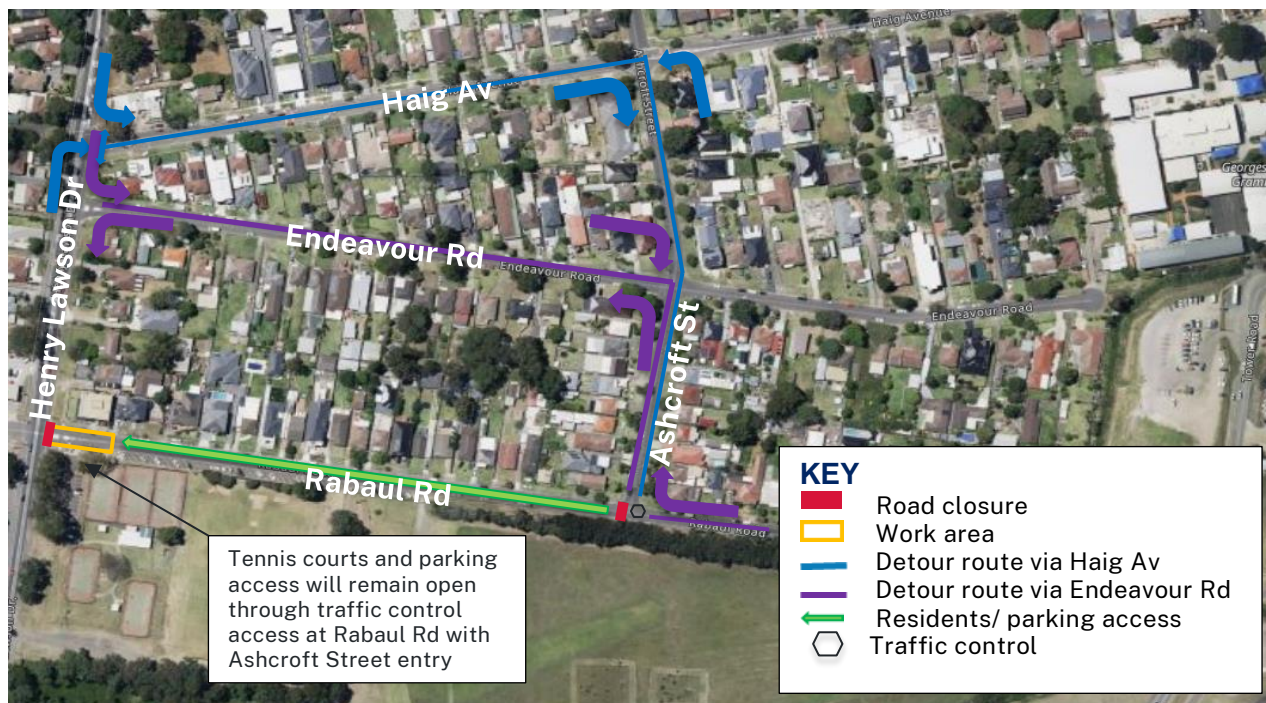 Haig Avenue
Ashcroft Street
Haig Av
Georges
Gramm
Henry Lawson Dr
Endeavour Rd
Endeavour Road
Endeavour Road
Ashcroft St
Tower Road
Rabaul Rd
Rabaul Road
Tennis courts and parking
access will remain open
through traffic control
access at Rabaul Rd with
Ashcroft Street entry
KEY
Road closure
Work area
Detour route via Haig Av
Detour route via Endeavour Rd
Residents/ parking access
Traffic control